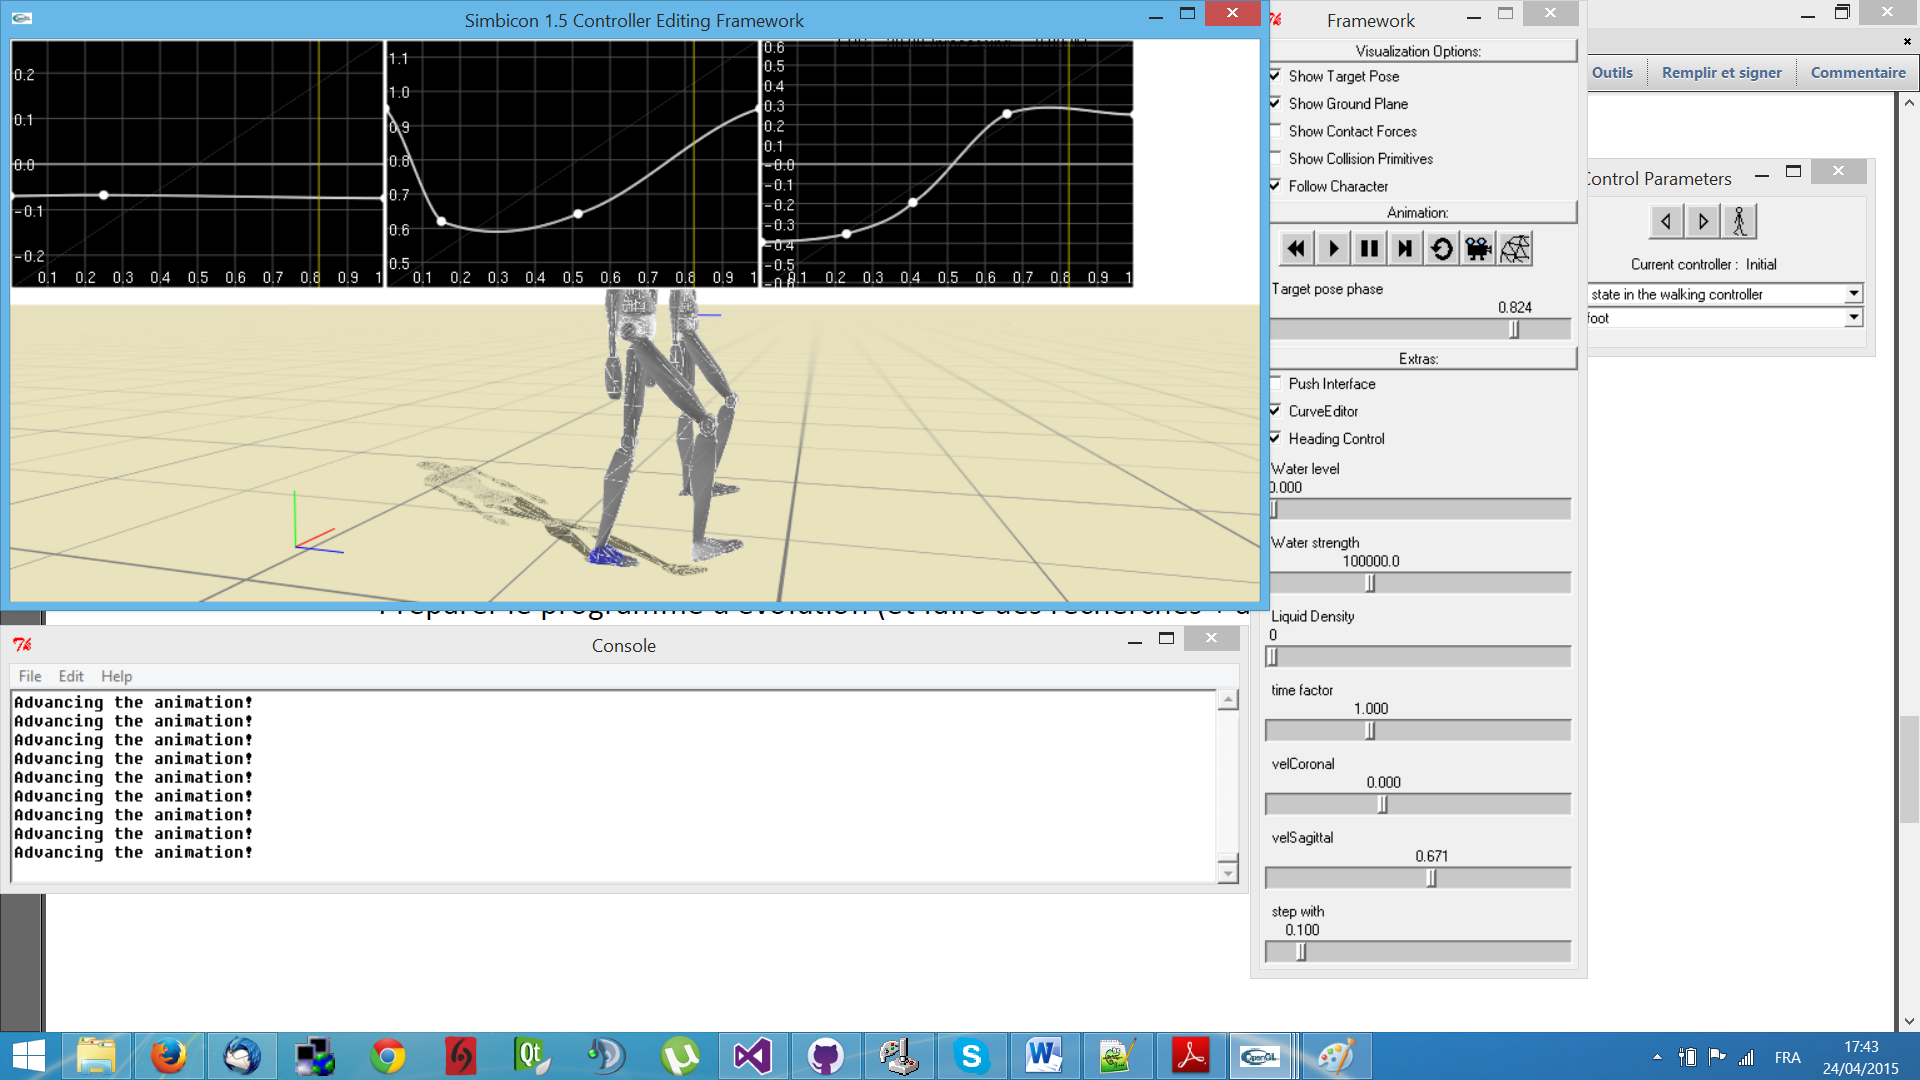 Simbicon 1.5 Controller Editing Framework
0.2
0.1
0.0
-0.1
-0.2
0.1 0.2 0.3 0.4 0.5 0.6 0.7 0.8 0.9 1
1.1
1.0
0.9
0.8
0.7
0.6
0.5
0.1 0.2 0.3 0.4 0.5 0.6 0.7 0.8 0.9 1
0.6
0.5
0.4
0.3
0.2
0.1
-0.0
-0.1
-0.2
-0.3
-0.4
-0.5
0.1 0.2 0.3 0.4 0.5 0.6 0.7 0.8 0.9 1
Framework
Visualization Options:
Show Target Pose
Show Ground Plane
Show Contact Forces
Show Collision Primitives
Follow Character
Animation:
Target pose phase
0.824
Extras:
Push Interface
CurveEditor
Heading Control
Water level
0.000
Water strength
100000.0
Liquid Density
0
time factor
1.000
velCoronal
0.000
velSagittal
0.671
step with
0.100
Outils Remplir et signer Commentaire
Control Parameters
Current controller : Initial
state in the walking controller
foot
Préparer le programme d'évolution (et faire des recherches
Console
File Edit Help
Advancing the animation!
Advancing the animation!
Advancing the animation!
Advancing the animation!
Advancing the animation!
Advancing the animation!
Advancing the animation!
Advancing the animation!
Advancing the animation!
Qt
OpenGL
FRA
17:43
24/04/2015